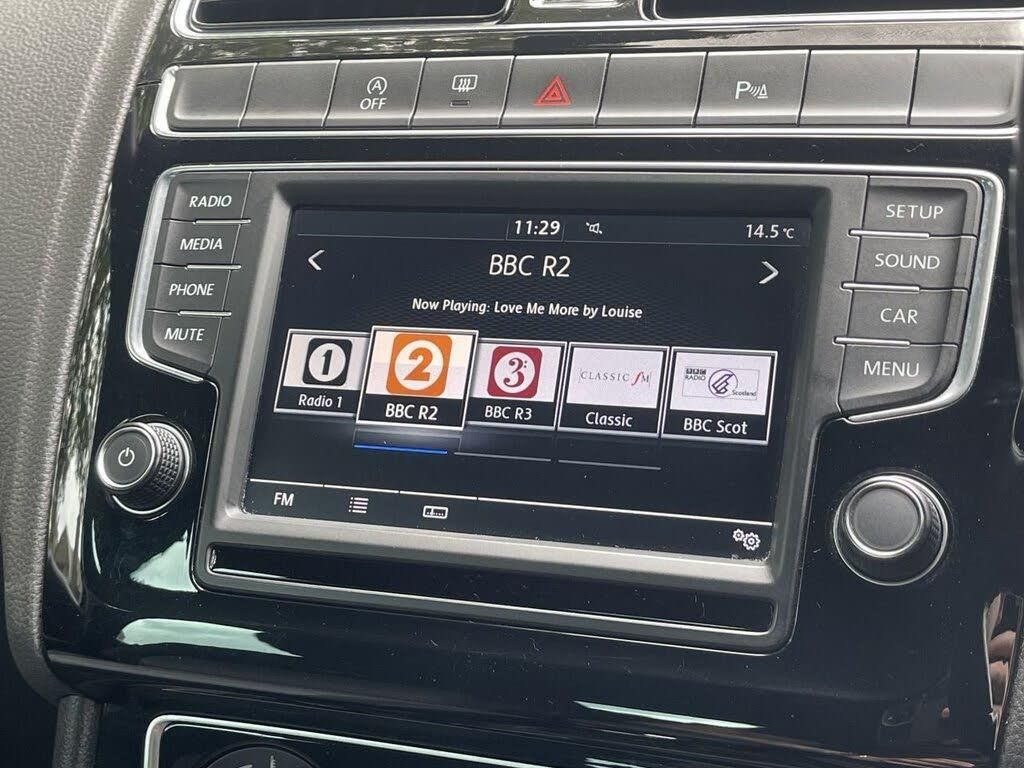 A
OFF
P
RADIO
MEDIA
PHONE
MUTE
SETUP
SOUND
CAR
MENU
11:29
14.5 °C
BBC R2
Now Playing: Love Me More by Louise
1
Radio 1
2
BBC R2
3
BBC R3
CLASSIC fM
Classic
BBC
RADIO
Scotland
BBC Scot
FM